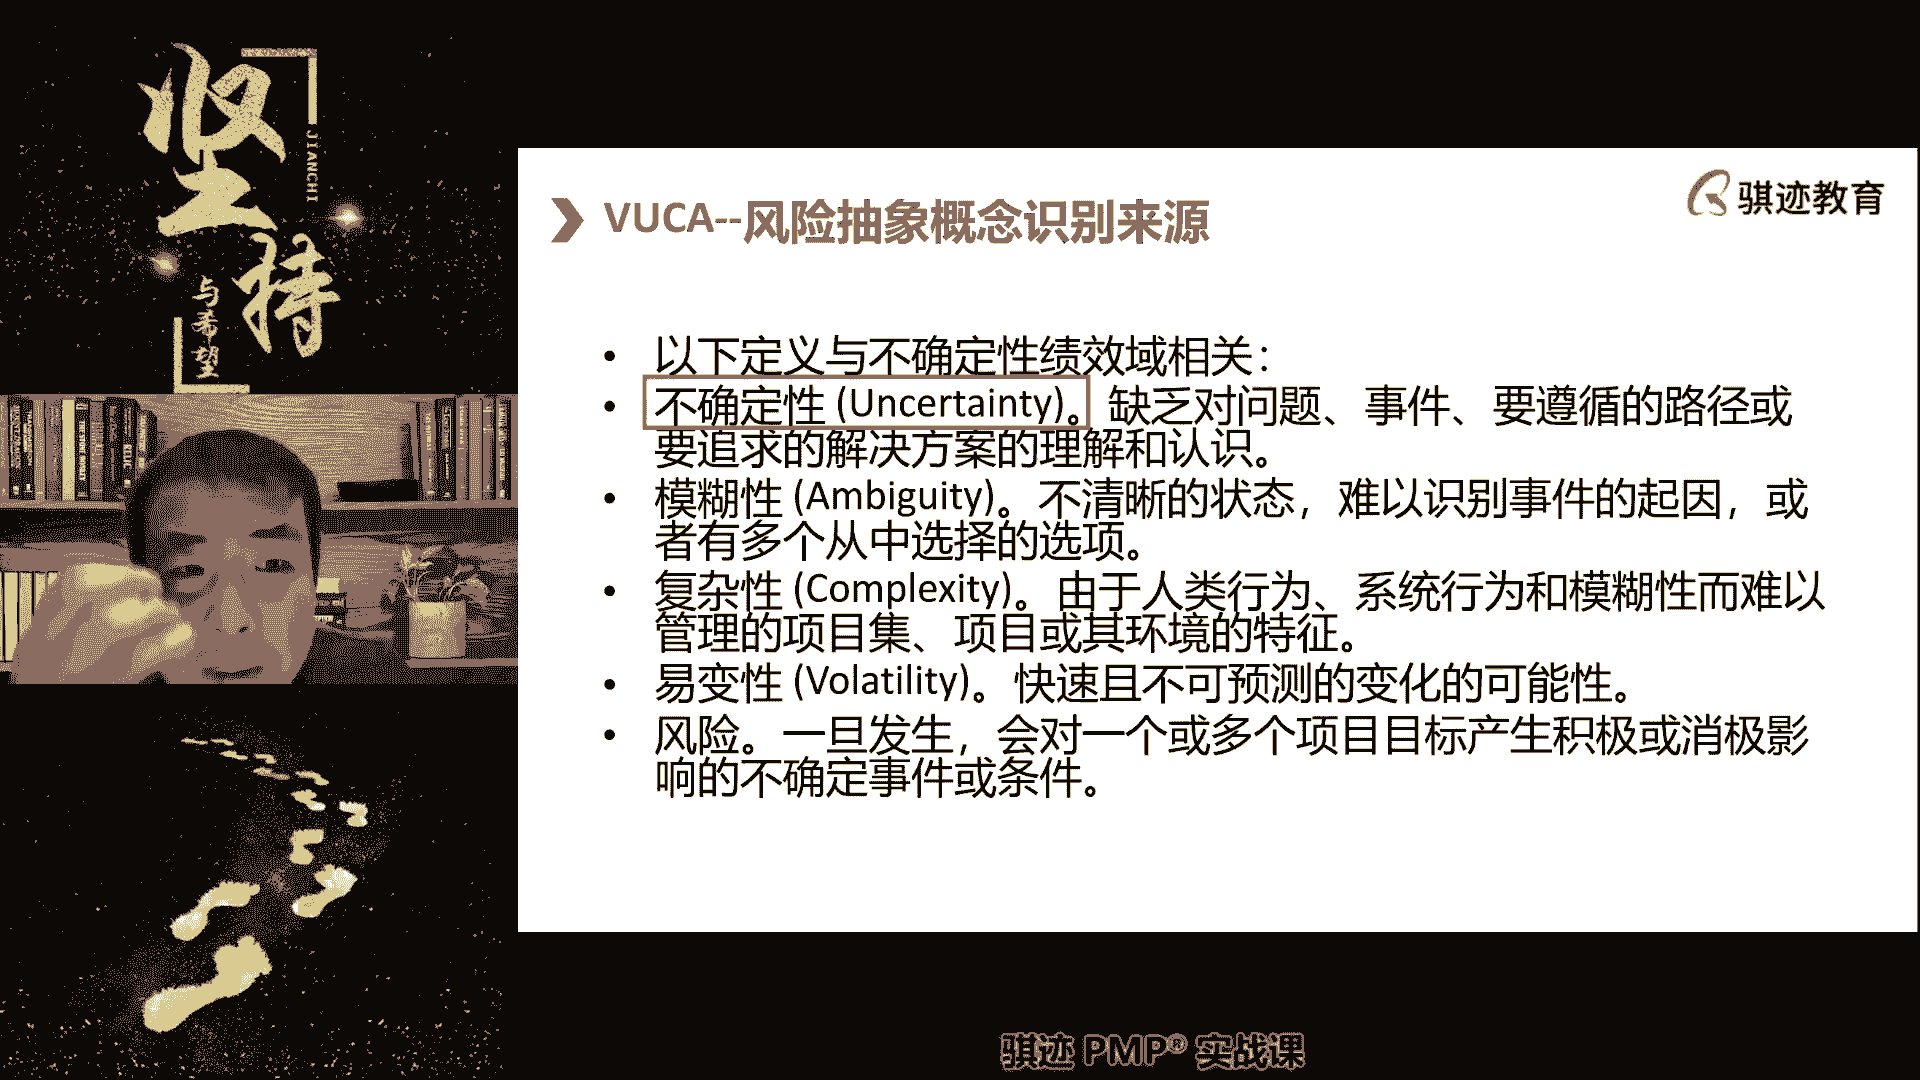 坚持
JIANCHI
与希望
骐迹教育
VUCA--风险抽象概念识别来源
• 以下定义与不确定性绩效域相关：
• 不确定性 (Uncertainty)。缺乏对问题、事件、要遵循的路径或
要追求的解决方案的理解和认识。
• 模糊性 (Ambiguity)。不清晰的状态，难以识别事件的起因，或
者有多个从中选择的选项。
• 复杂性 (Complexity)。由于人类行为、系统行为和模糊性而难以
管理的项目集、项目或其环境的特征。
• 易变性 (Volatility)。快速且不可预测的变化的可能性。
• 风险。一旦发生，会对一个或多个项目目标产生积极或消极影
响的不确定事件或条件。
骐迹 PMP® 实战课